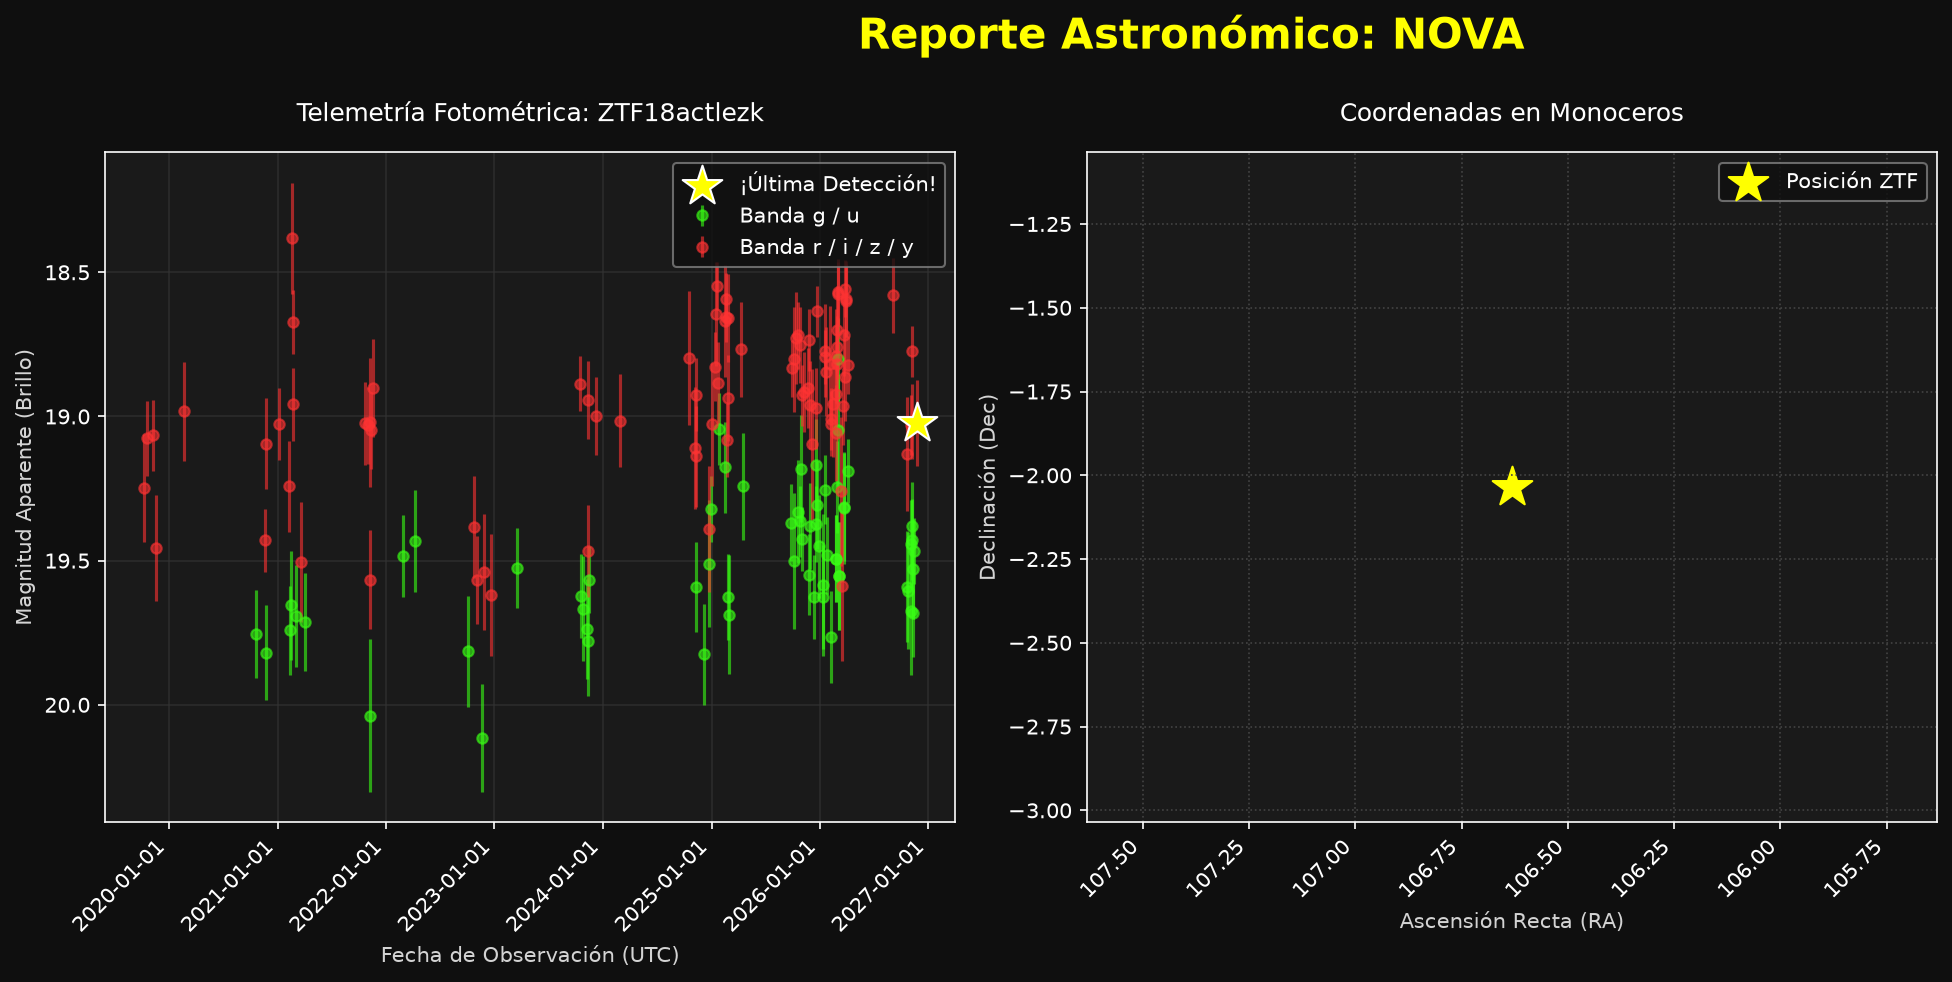 Reporte Astronómico: NOVA
Telemetría Fotométrica: ZTF18actlezk
¡Última Detección!
Banda g / u
Banda r / i / z / y
Magnitud Aparente (Brillo)
18.5
19.0
19.5
20.0
2020-01-01
2021-01-01
2022-01-01
2023-01-01
2024-01-01
2025-01-01
2026-01-01
2027-01-01
Fecha de Observación (UTC)
Coordenadas en Monoceros
Posición ZTF
Declinación (Dec)
−1.25
−1.50
−1.75
−2.00
−2.25
−2.50
−2.75
−3.00
107.50
107.25
107.00
106.75
106.50
106.25
106.00
105.75
Ascensión Recta (RA)